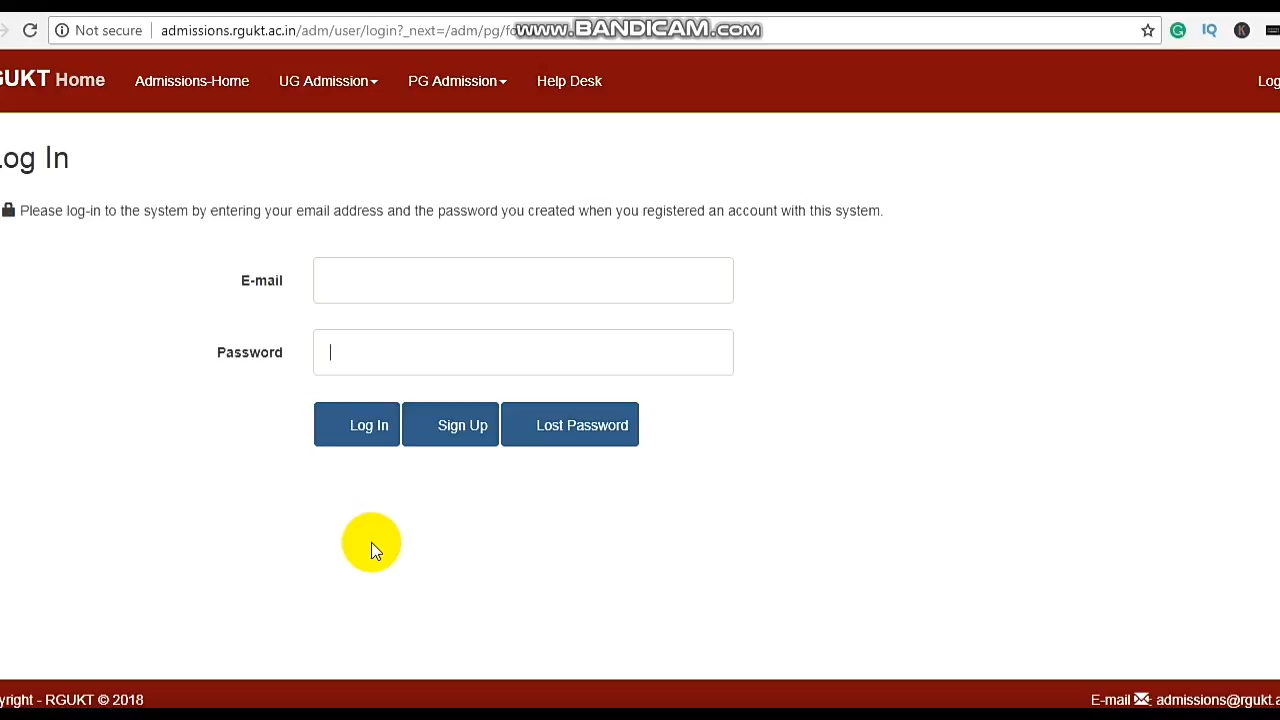 Not secure admissions.rgukt.ac.in/adm/user/login?_next=/adm/pg/fo
www.BANDICAM.com
IQ K
GUKT Home Admissions-Home UG Admission PG Admission Help Desk Log
Log In
Please log-in to the system by entering your email address and the password you created when you registered an account with this system.
E-mail
Password
Log In Sign Up Lost Password
yright - RGUKT © 2018 E-mail : admissions@rgukt.a